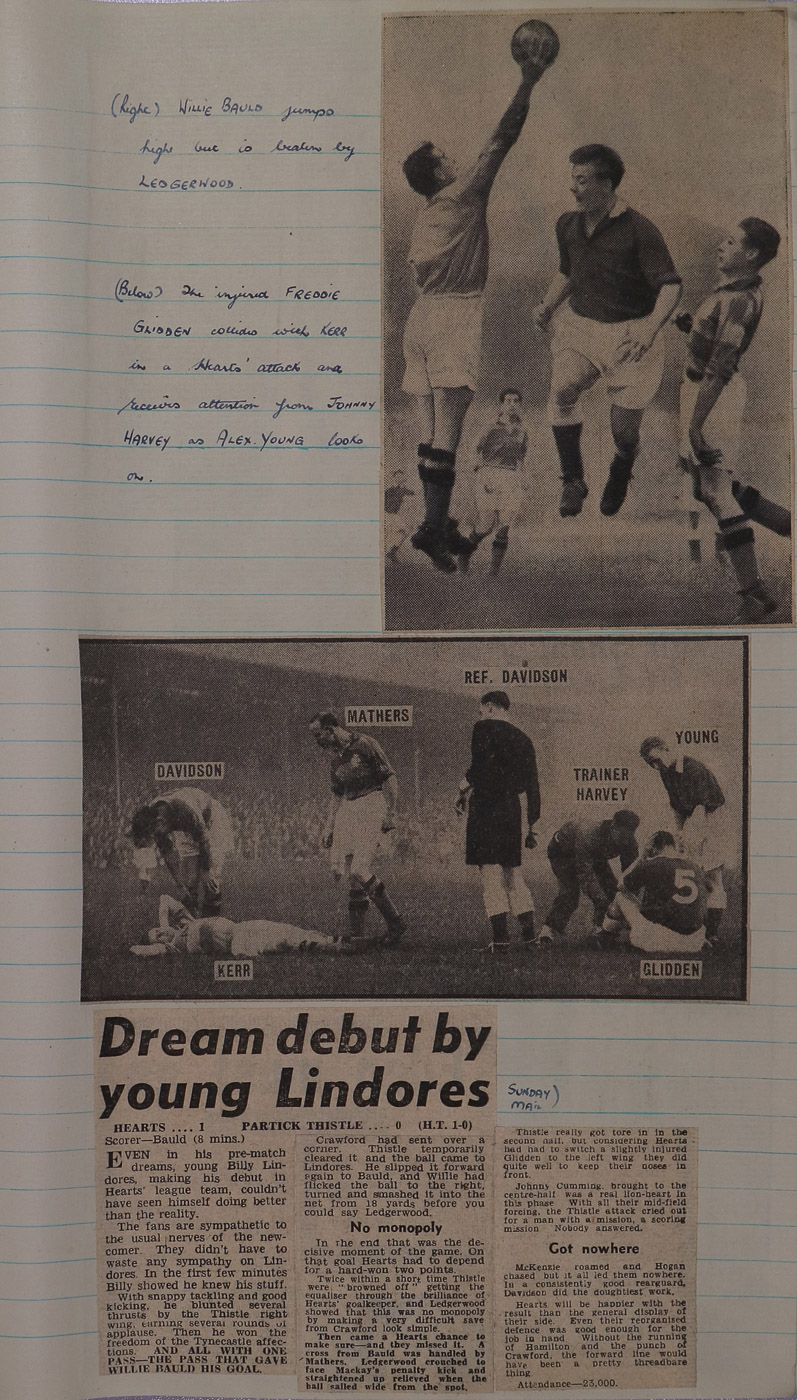 (Right) WILLIE BAULD jumps
high but is beaten by
LEDGERWOOD.
(Below) The injured FREDDIE
GLIDDEN collides with KERR
in a Hearts' attack and
receives attention from JOHNNY
HARVEY as ALEX. YOUNG looks
on.
REF. DAVIDSON
MATHERS
YOUNG
DAVIDSON
TRAINER
HARVEY
5
KERR
GLIDDEN
Dream debut by
young Lindores
SUNDAY)
MAIL
HEARTS .... 1 PARTICK THISTLE .... 0 (H.T. 1-0)
Scorer—Bauld (8 mins.)
EVEN in his pre-match
dreams, young Billy Lin-
dores, making his debut in
Hearts' league team, couldn't
have seen himself doing better
than the reality.
The fans are sympathetic to
the usual nerves of the new-
comer. They didn't have to
waste any sympathy on Lin-
dores. In the first few minutes
Billy showed he knew his stuff.
With snappy tackling and good
kicking, he blunted several
thrusts by the Thistle right
wing, earning several rounds of
applause. Then he won the
freedom of the Tynecastle affec-
tions. AND ALL WITH ONE
PASS—THE PASS THAT GAVE
WILLIE BAULD HIS GOAL.
Crawford had sent over a
corner. Thistle temporarily
cleared it and the ball came to
Lindores. He slipped it forward
again to Bauld, and Willie had
flicked the ball to the right,
turned and smashed it into the
net from 18 yards before you
could say Ledgerwood.
No monopoly
In the end that was the de-
cisive moment of the game. On
that goal Hearts had to depend
for a hard-won two points.
Twice within a short time Thistle
were "browned off" getting the
equaliser through the brilliance of
Hearts' goalkeeper, and Ledgerwood
showed that this was no monopoly
by making a very difficult save
from Crawford look simple.
Then came a Hearts chance to
make sure—and they missed it. A
cross from Bauld was handled by
Mathers. Ledgerwood crouched to
face Mackay's penalty kick and
straightened up relieved when the
ball sailed wide from the spot.
Thistle really got tore in in the
second half, but considering Hearts
had had to switch a slightly injured
Glidden to the left wing they did
quite well to keep their noses in
front.
Johnny Cumming, brought to the
centre-half was a real lion-heart in
this phase With all their mid-field
forcing, the Thistle attack cried out
for a man with a mission, a scoring
mission Nobody answered.
Got nowhere
McKenzie roamed and Hogan
chased but it all led them nowhere.
In a consistently good rearguard,
Davidson did the doughtiest work.
Hearts will be happier with the
result than the general display of
their side. Even their reorganised
defence was good enough for the
job in hand Without the running
of Hamilton and the punch of
Crawford, the forward line would
have been a pretty threadbare
thing
Attendance—23,000.